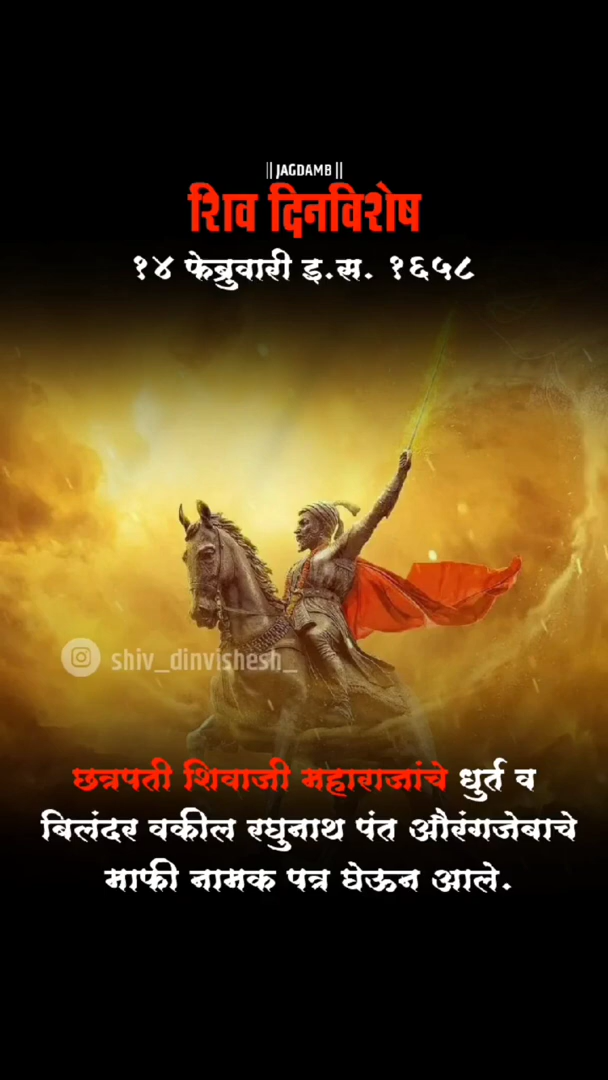 || JAGDAMB ||
शिव दिनविशेष
१४ फेब्रुवारी इ.स. १६५८
shiv_dinvishesh_
छत्रपती शिवाजी महाराजांचे धुर्त व
बिलंदर वकील रघुनाथ पंत औरंगजेबाचे
माफी नामक पत्र घेऊन आले.